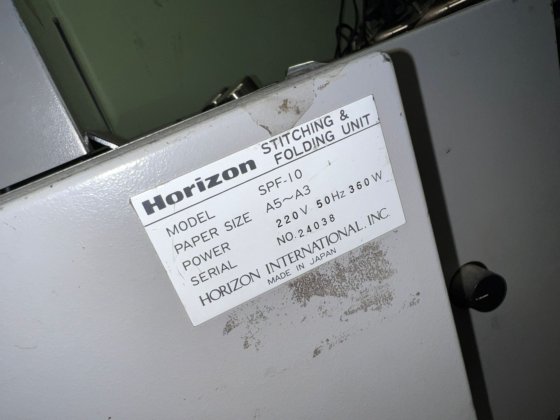 Horizon STITCHING & FOLDING UNIT
MODEL SPF-10
PAPER SIZE A5～A3
POWER 220V 50Hz 360W
SERIAL NO.24038
HORIZON INTERNATIONAL, INC.
MADE IN JAPAN